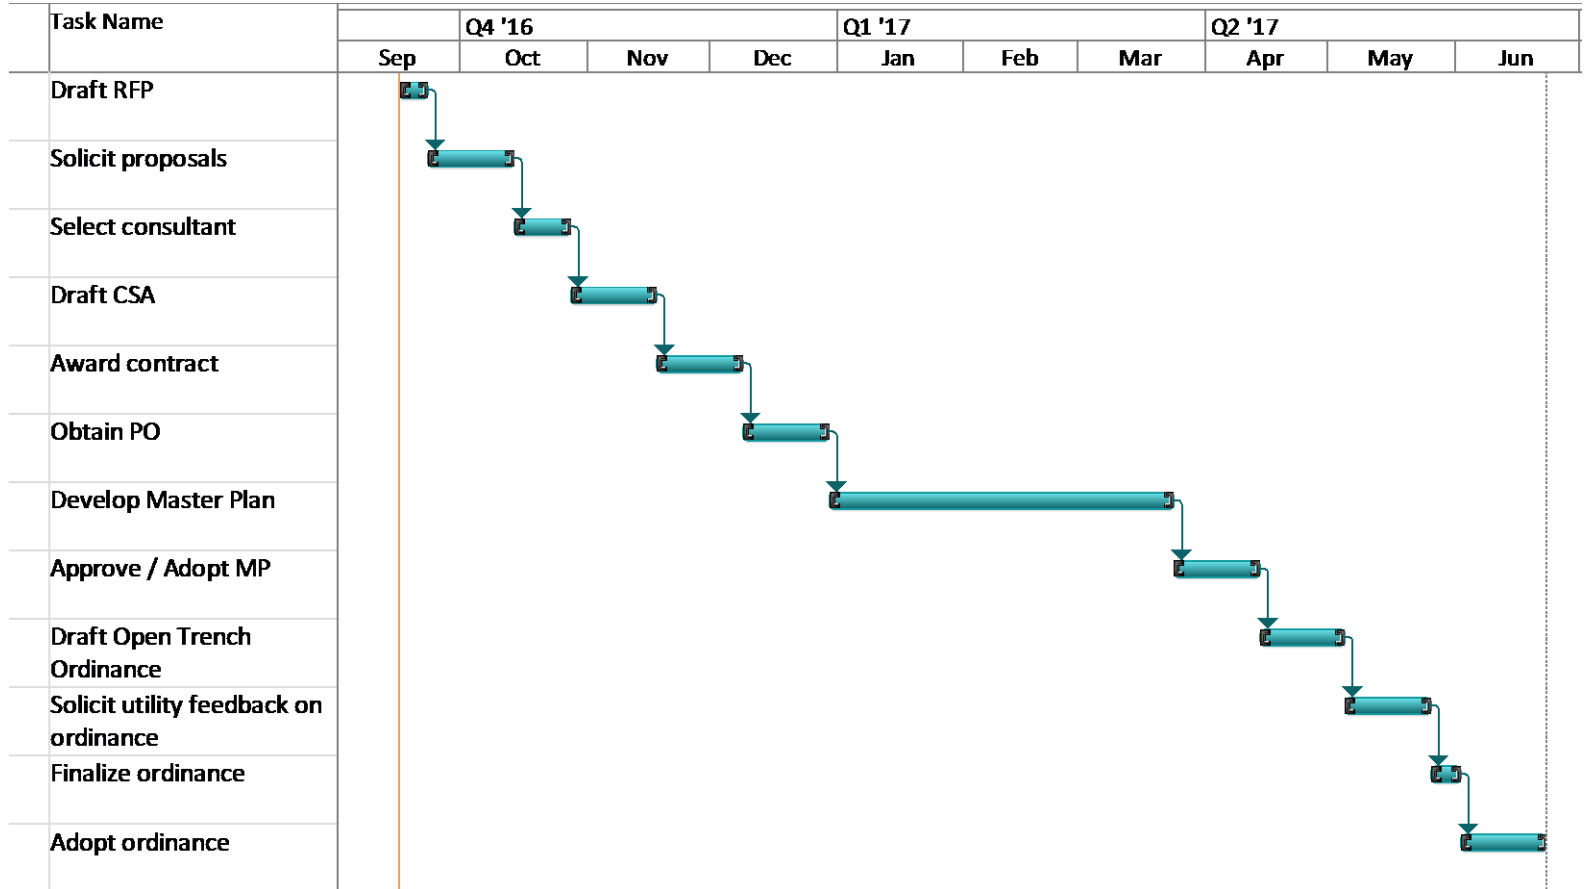 Task Name
Q4 '16
Q1 '17
Q2 '17
Sep
Oct
Nov
Dec
Jan
Feb
Mar
Apr
May
Jun
Draft RFP
Solicit proposals
Select consultant
Draft CSA
Award contract
Obtain PO
Develop Master Plan
Approve / Adopt MP
Draft Open Trench
Ordinance
Solicit utility feedback on
ordinance
Finalize ordinance
Adopt ordinance